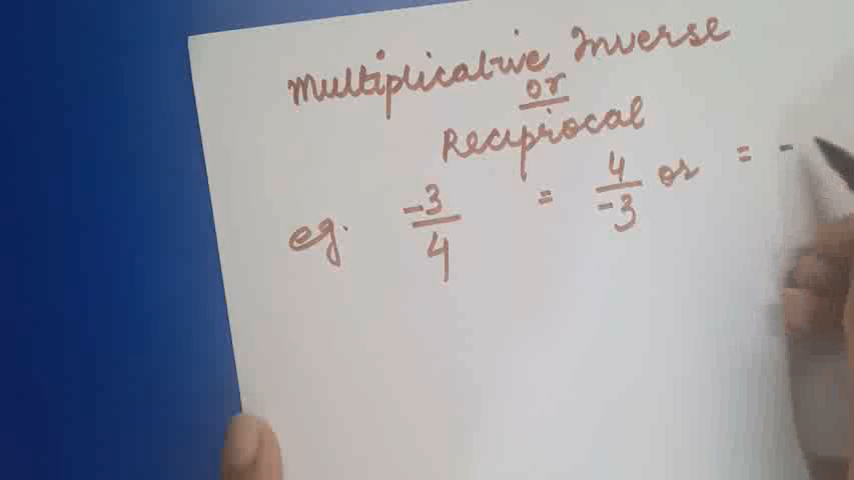 Multiplicative Inverse
or
Reciprocal
eg. -3/4 = 4/-3 or = -